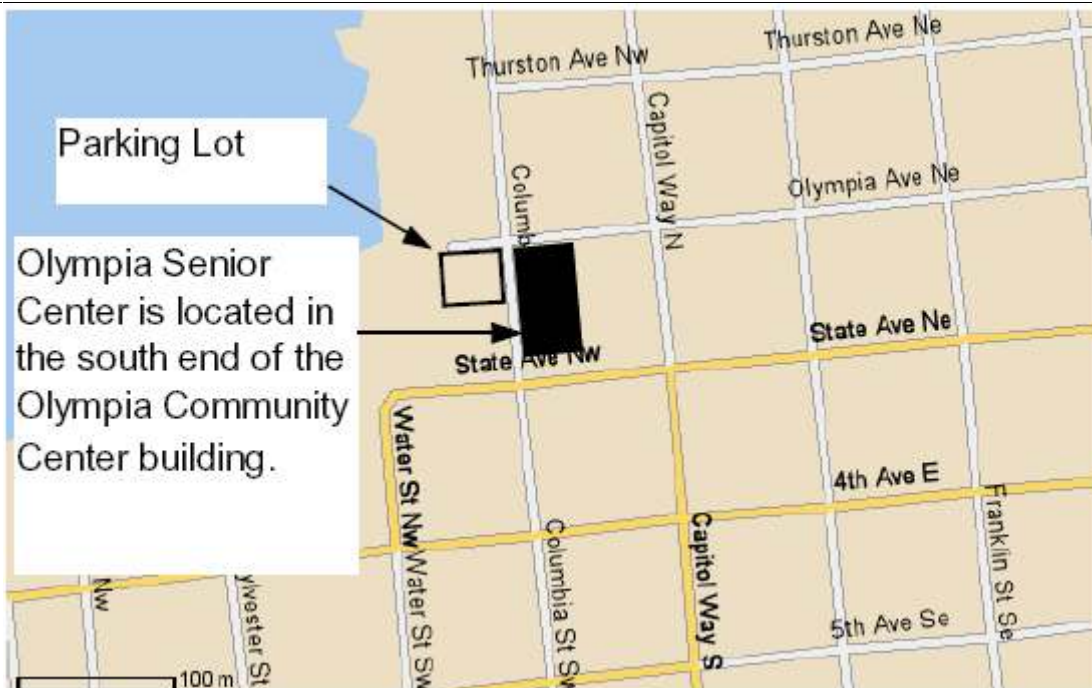 Thurston Ave Nw
Thurston Ave Ne
Parking Lot
Columb
Capitol Way N
Olympia Ave Ne
Olympia Senior
Center is located in
the south end of the
Olympia Community
Center building.
State Ave Nw
State Ave Ne
Water St Nw
4th Ave E
Franklin St Se
Columbia St Sw
Capitol Way S
Water St Sw
Nw
ylvester St
5th Ave Se
100 m